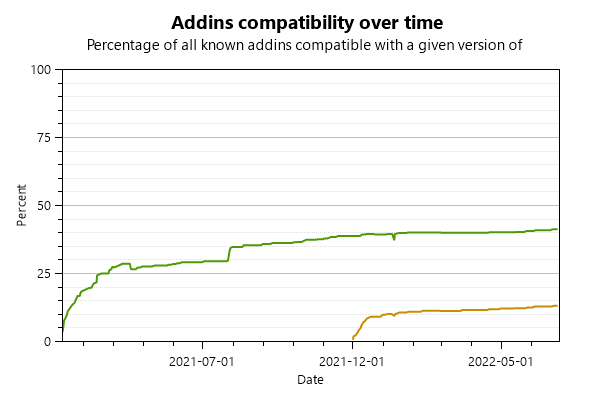 Addins compatibility over time
Percentage of all known addins compatible with a given version of
100
75
50
25
0
Percent
2021-07-01
2021-12-01
2022-05-01
Date